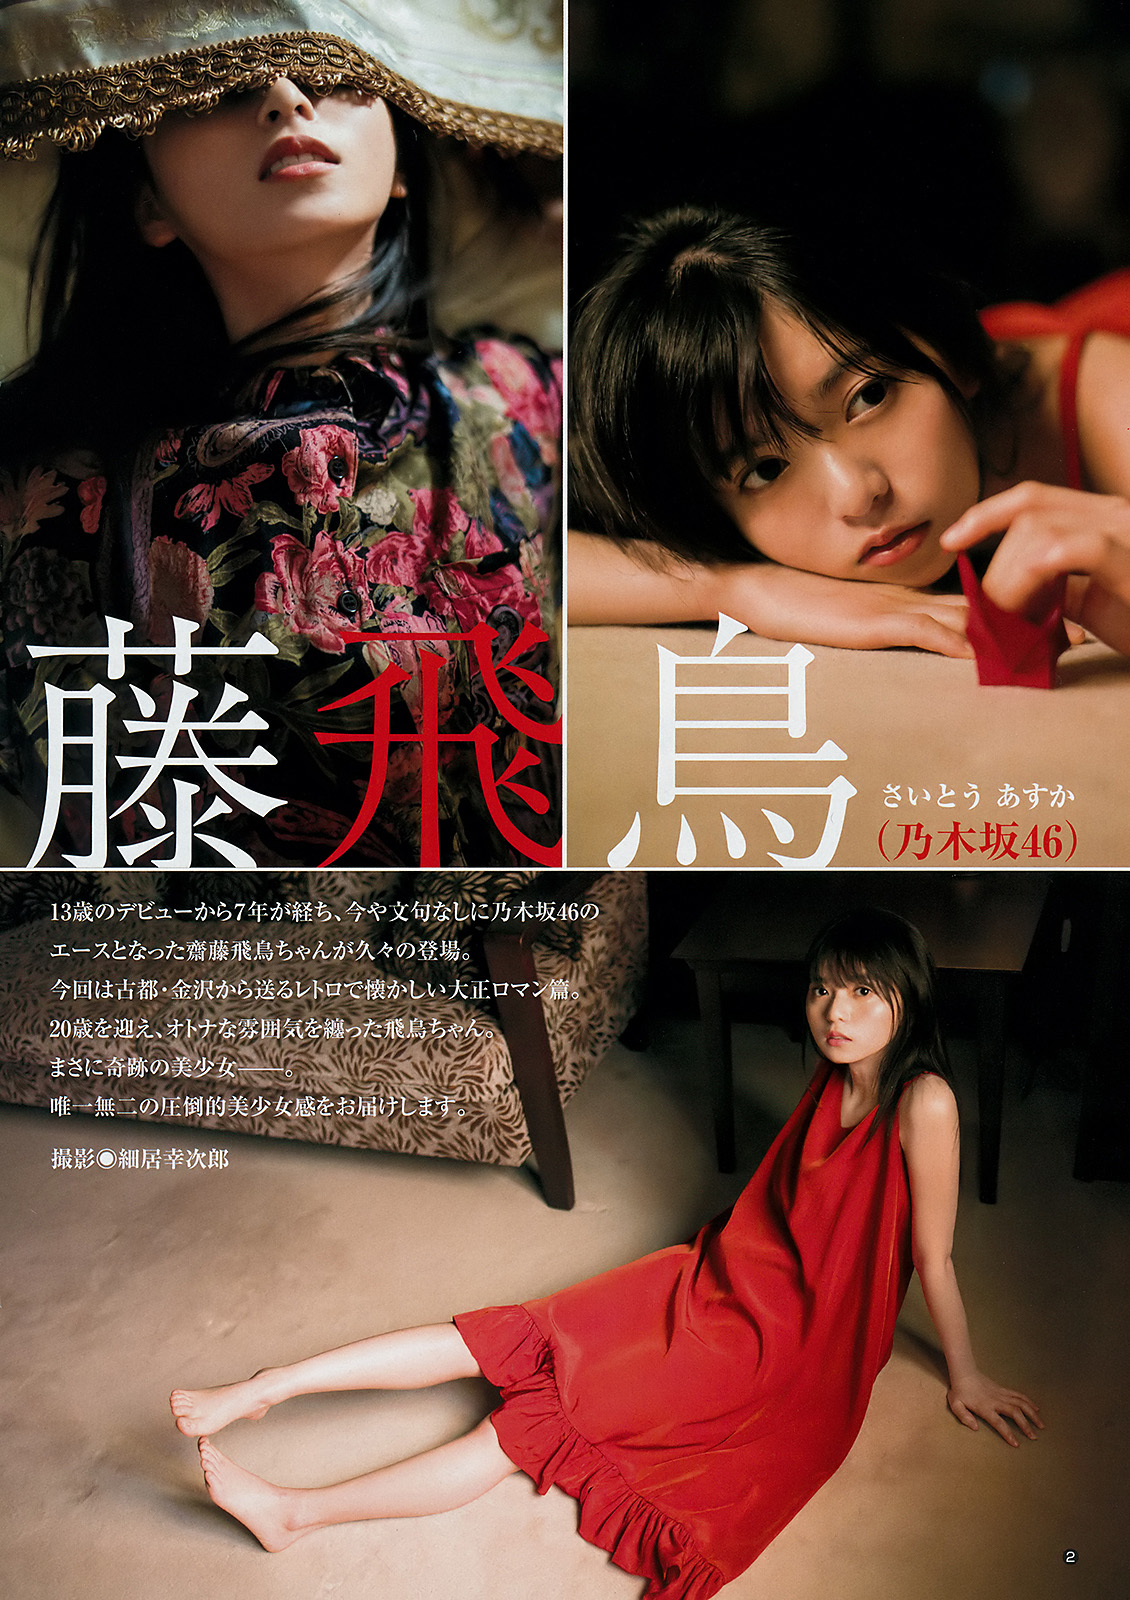 藤飛鳥
さいとう あすか
(乃木坂46)
13歳のデビューから7年が経ち、今や文句なしに乃木坂46の
エースとなった齋藤飛鳥ちゃんが久々の登場。
今回は古都・金沢から送るレトロで懐かしい大正ロマン篇。
20歳を迎え、オトナな雰囲気を纏った飛鳥ちゃん。
まさに奇跡の美少女——。
唯一無二の圧倒的美少女感をお届けします。
撮影◉細居幸次郎
2